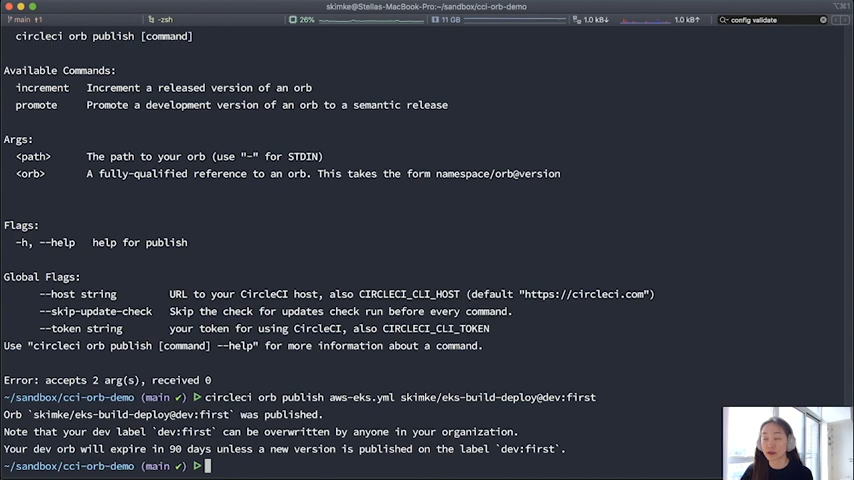 skimke@Stellas-MacBook-Pro:~/sandbox/cci-orb-demo
⌥⌘1
main
-zsh
26%
11 GB
1.0 kB↓
1.0 kB↑
config validate
circleci orb publish [command]
Available Commands:
increment   Increment a released version of an orb
promote     Promote a development version of an orb to a semantic release
Args:
<path>      The path to your orb (use "-" for STDIN)
<orb>       A fully-qualified reference to an orb. This takes the form namespace/orb@version
Flags:
-h, --help   help for publish
Global Flags:
--host string         URL to your CircleCI host, also CIRCLECI_CLI_HOST (default "https://circleci.com")
--skip-update-check   Skip the check for updates check run before every command.
--token string        your token for using CircleCI, also CIRCLECI_CLI_TOKEN
Use "circleci orb publish [command] --help" for more information about a command.
Error: accepts 2 arg(s), received 0
~/sandbox/cci-orb-demo (main ✔) ᐅ circleci orb publish aws-eks.yml skimke/eks-build-deploy@dev:first
Orb `skimke/eks-build-deploy@dev:first` was published.
Note that your dev label `dev:first` can be overwritten by anyone in your organization.
Your dev orb will expire in 90 days unless a new version is published on the label `dev:first`.
~/sandbox/cci-orb-demo (main ✔) ᐅ